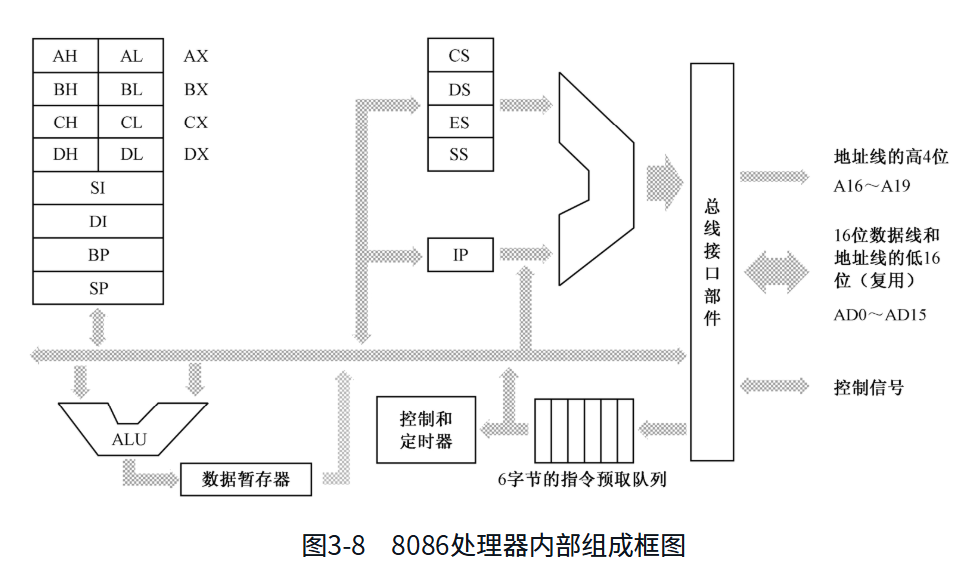 AH AL AX
BH BL BX
CH CL CX
DH DL DX
SI
DI
BP
SP
ALU
数据暂存器
CS
DS
ES
SS
IP
控制和
定时器
6字节的指令预取队列
总线接口部件
地址线的高4位
A16～A19
16位数据线和
地址线的低16
位（复用）
AD0～AD15
控制信号
图3-8 8086处理器内部组成框图